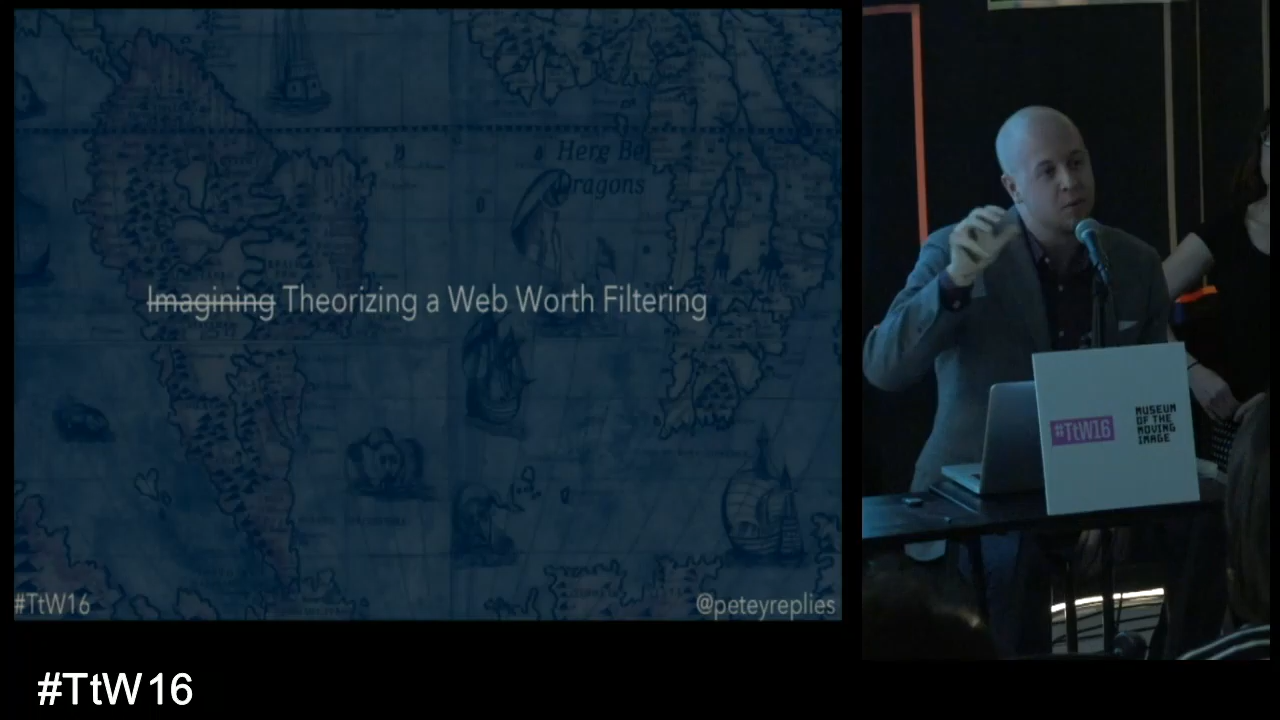 Here Be
Dragons
Imagining Theorizing a Web Worth Filtering
#TtW16
@peteyreplies
#TtW16
MUSEUM
OF THE
MOVING
IMAGE
#TtW16